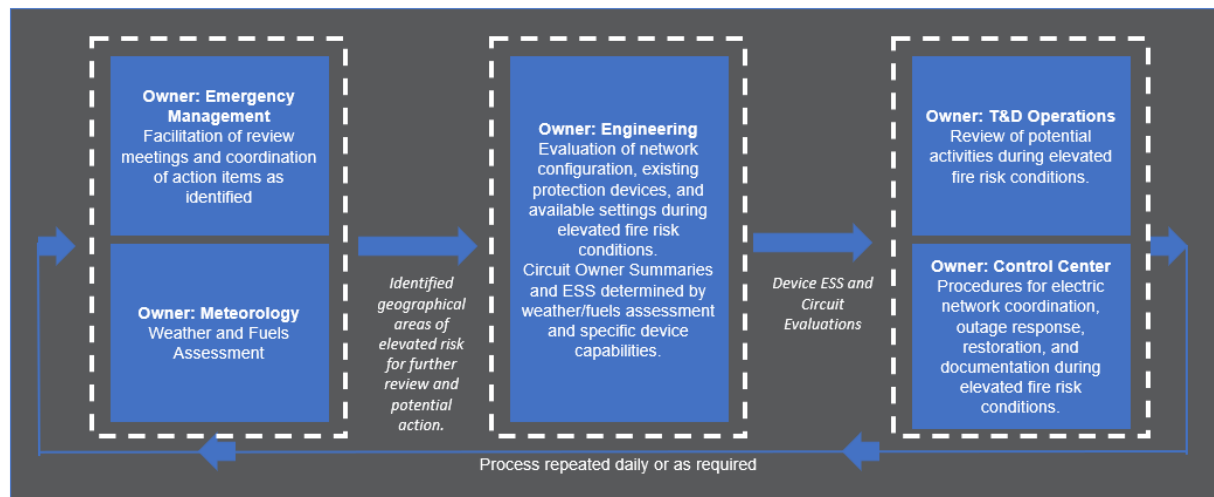 Owner: Emergency
Management
Facilitation of review
meetings and coordination
of action items as
identified
Owner: Meteorology
Weather and Fuels
Assessment
Identified
geographical
areas of
elevated risk
for further
review and
potential
action.
Owner: Engineering
Evaluation of network
configuration, existing
protection devices, and
available settings during
elevated fire risk
conditions.
Circuit Owner Summaries
and ESS determined by
weather/fuels assessment
and specific device
capabilities.
Device ESS and
Circuit
Evaluations
Owner: T&D Operations
Review of potential
activities during elevated
fire risk conditions.
Owner: Control Center
Procedures for electric
network coordination,
outage response,
restoration, and
documentation during
elevated fire risk
conditions.
Process repeated daily or as required